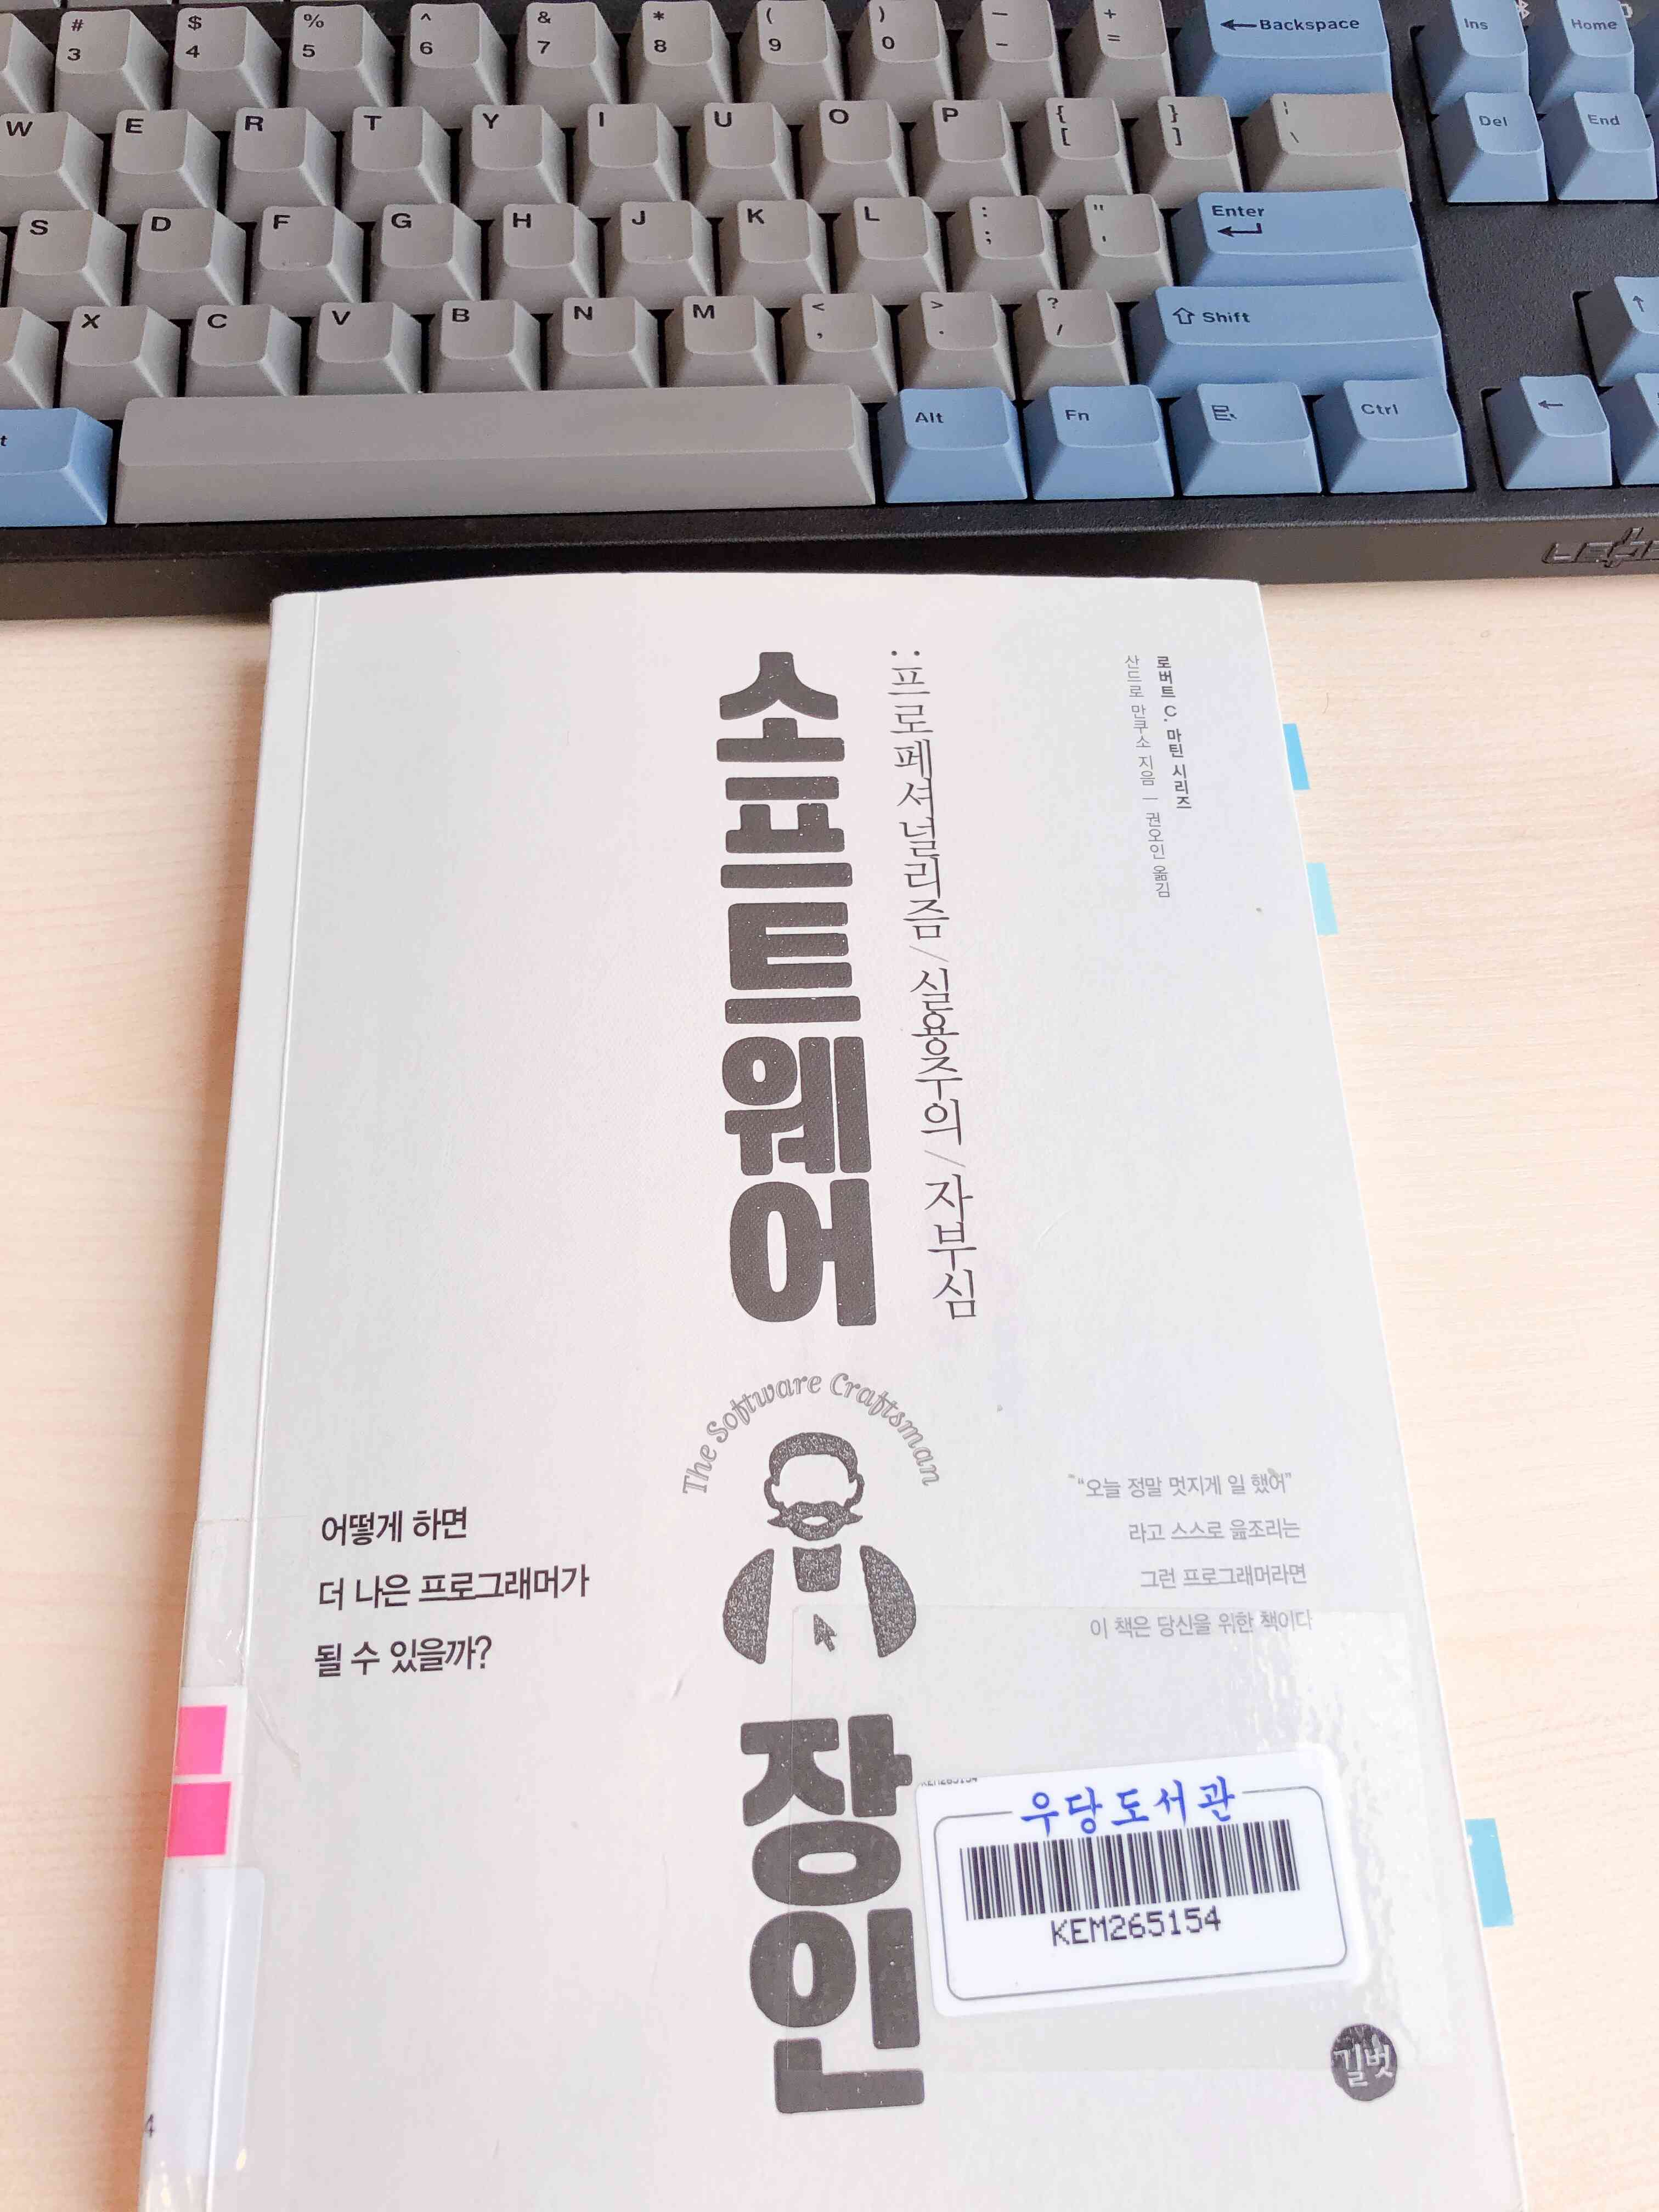 # $ % ^ & * ( ) — +
3 4 5 6 7 8 9 0 - = ←Backspace Ins Home
W E R T Y I U O P { } ¦
[ ] \ Del End
S D F G H J K L : " Enter
; '
X C V B N M < > ? ⇧ Shift
, . /
t Alt Fn Ctrl ←
로버트 C. 마틴 시리즈
산드로 만쿠소 지음 — 권오인 옮김
: 프로페셔널리즘 / 실용주의 / 자부심
소프트웨어
The Software Craftsman
장인
어떻게 하면
더 나은 프로그래머가
될 수 있을까?
“오늘 정말 멋지게 일 했어”
라고 스스로 읊조리는
그런 프로그래머라면
이 책은 당신을 위한 책이다
KEM265154
우당도서관
KEM265154
길벗
4